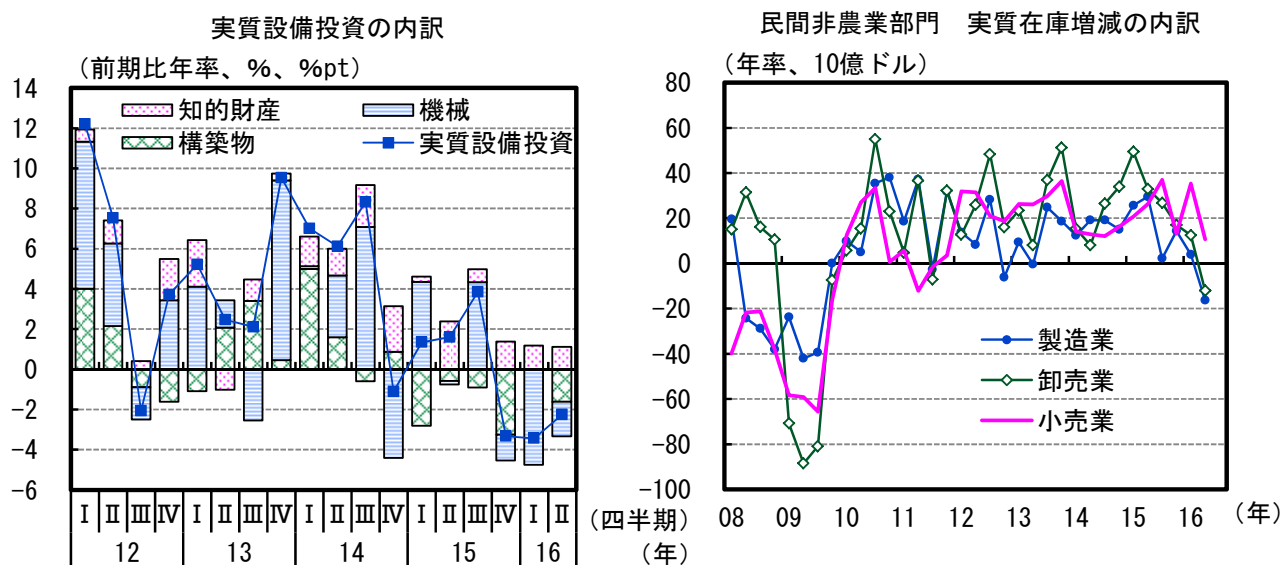 実質設備投資の内訳
（前期比年率、％、％pt）
14
12
10
8
6
4
2
0
−2
−4
−6
知的財産
機械
構築物
実質設備投資
Ⅰ Ⅱ Ⅲ Ⅳ Ⅰ Ⅱ Ⅲ Ⅳ Ⅰ Ⅱ Ⅲ Ⅳ Ⅰ Ⅱ Ⅲ Ⅳ Ⅰ Ⅱ （四半期）
12 13 14 15 16 （年）
民間非農業部門　実質在庫増減の内訳
（年率、10億ドル）
80
60
40
20
0
−20
−40
−60
−80
−100
製造業
卸売業
小売業
08 09 10 11 12 13 14 15 16 （年）